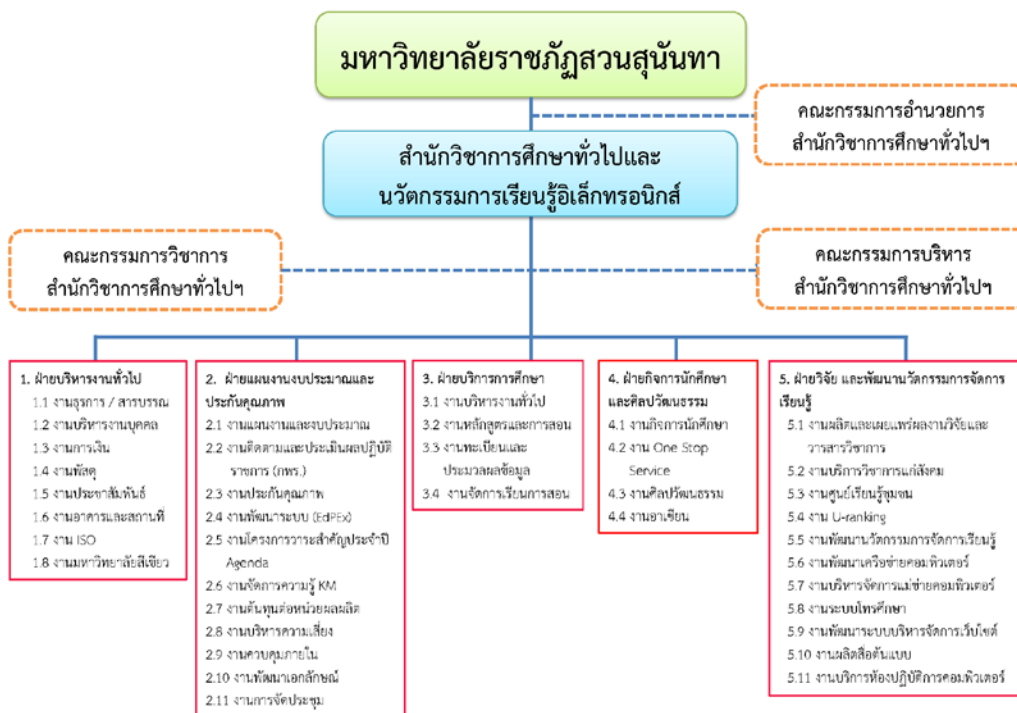 มหาวิทยาลัยราชภัฏสวนสุนันทา
คณะกรรมการอำนวยการ
สำนักวิชาการศึกษาทั่วไปฯ
สำนักวิชาการศึกษาทั่วไปและ
นวัตกรรมการเรียนรู้อิเล็กทรอนิกส์
คณะกรรมการวิชาการ
สำนักวิชาการศึกษาทั่วไปฯ
คณะกรรมการบริหาร
สำนักวิชาการศึกษาทั่วไปฯ
1. ฝ่ายบริหารงานทั่วไป
1.1 งานธุรการ / สารบรรณ
1.2 งานบริหารงานบุคคล
1.3 งานการเงิน
1.4 งานพัสดุ
1.5 งานประชาสัมพันธ์
1.6 งานอาคารและสถานที่
1.7 งาน ISO
1.8 งานมหาวิทยาลัยสีเขียว
2. ฝ่ายแผนงานงบประมาณและ
ประกันคุณภาพ
2.1 งานแผนงานและงบประมาณ
2.2 งานติดตามและประเมินผลปฏิบัติ
ราชการ (กพร.)
2.3 งานประกันคุณภาพ
2.4 งานพัฒนาระบบ (EdPEx)
2.5 งานโครงการวาระสำคัญประจำปี
Agenda
2.6 งานจัดการความรู้ KM
2.7 งานต้นทุนต่อหน่วยผลผลิต
2.8 งานบริหารความเสี่ยง
2.9 งานควบคุมภายใน
2.10 งานพัฒนาเอกลักษณ์
2.11 งานการจัดประชุม
3. ฝ่ายบริการการศึกษา
3.1 งานบริหารงานทั่วไป
3.2 งานหลักสูตรและการสอน
3.3 งานทะเบียนและ
ประมวลผลข้อมูล
3.4 งานจัดการเรียนการสอน
4. ฝ่ายกิจการนักศึกษา
และศิลปวัฒนธรรม
4.1 งานกิจการนักศึกษา
4.2 งาน One Stop
Service
4.3 งานศิลปวัฒนธรรม
4.4 งานอาเซียน
5. ฝ่ายวิจัย และพัฒนานวัตกรรมการจัดการ
เรียนรู้
5.1 งานผลิตและเผยแพร่ผลงานวิจัยและ
วารสารวิชาการ
5.2 งานบริการวิชาการแก่สังคม
5.3 งานศูนย์เรียนรู้ชุมชน
5.4 งาน U-ranking
5.5 งานพัฒนานวัตกรรมการจัดการเรียนรู้
5.6 งานพัฒนาเครือข่ายคอมพิวเตอร์
5.7 งานบริหารจัดการแม่ข่ายคอมพิวเตอร์
5.8 งานระบบโทรศึกษา
5.9 งานพัฒนาระบบบริหารจัดการเว็บไซต์
5.10 งานผลิตสื่อต้นแบบ
5.11 งานบริการห้องปฏิบัติการคอมพิวเตอร์